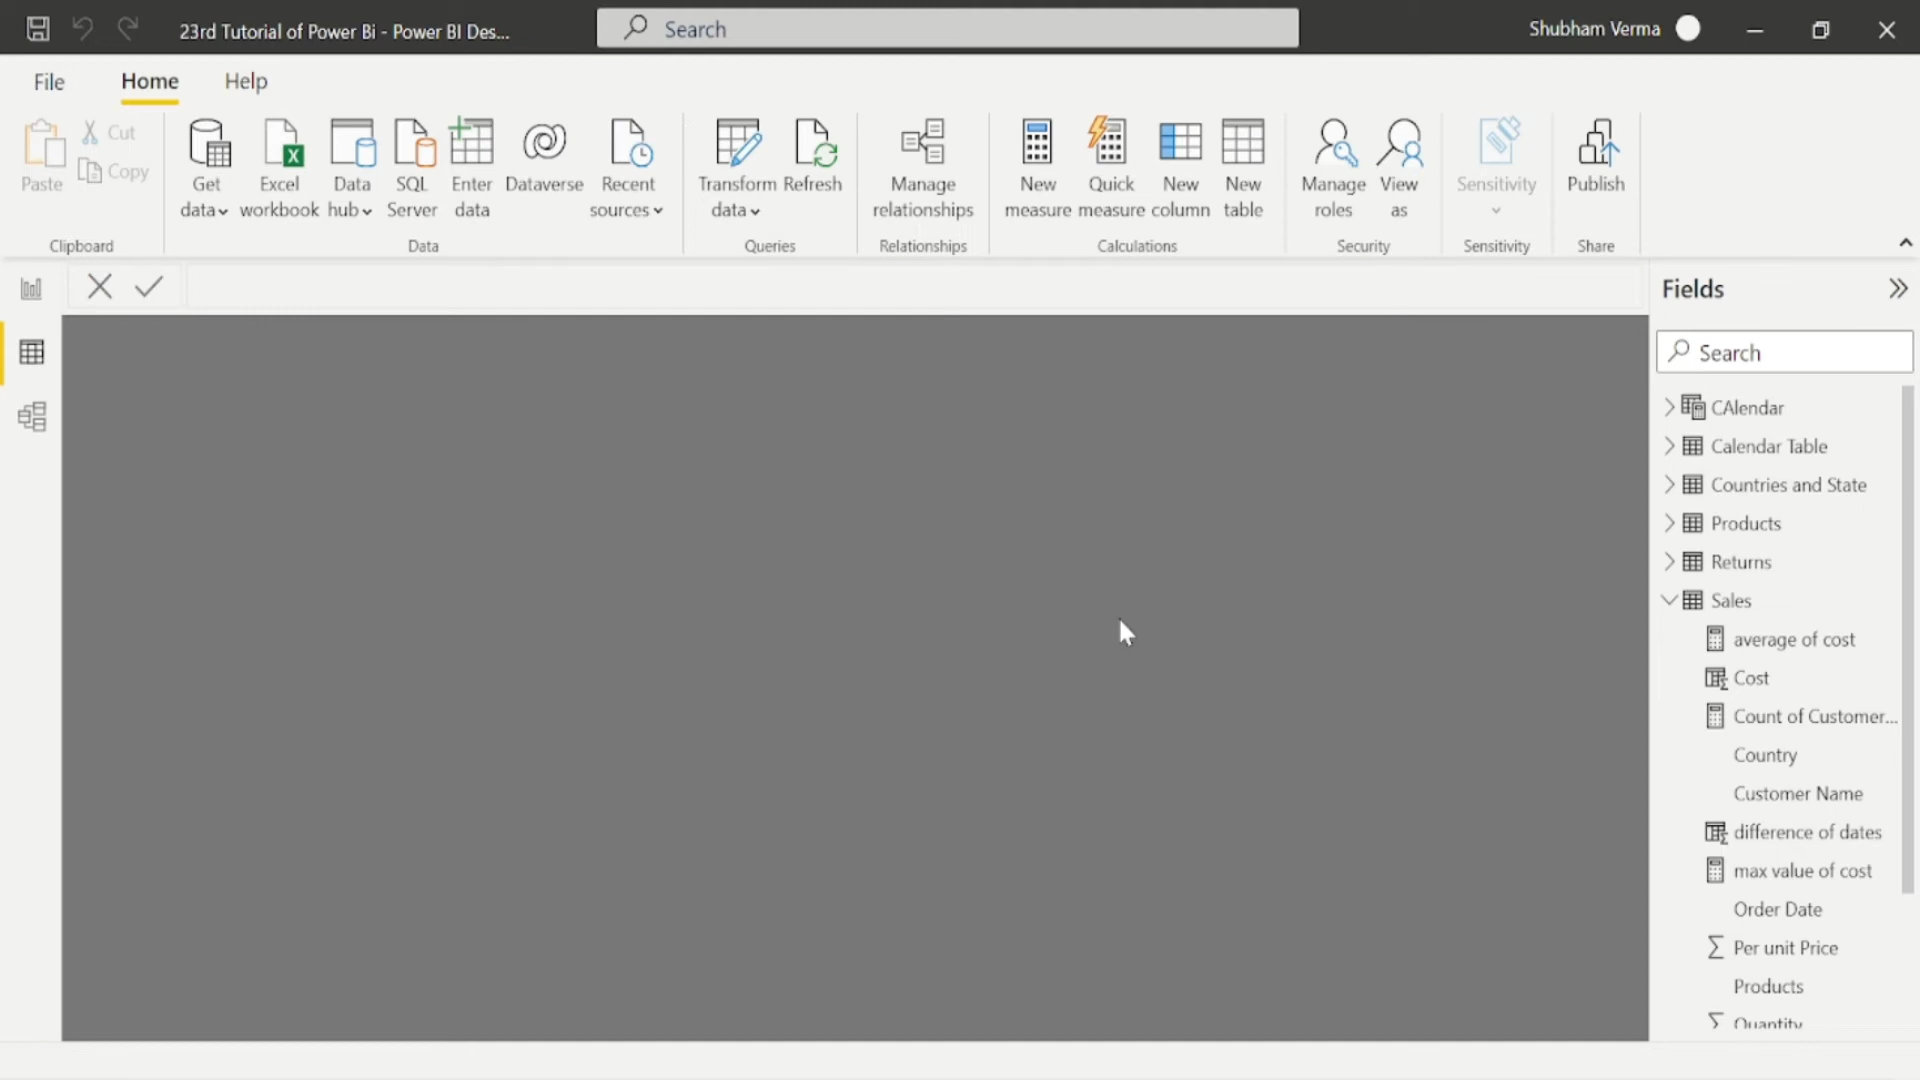 23rd Tutorial of Power Bi - Power BI Des...
Search
Shubham Verma
File
Home
Help
Paste
Cut
Copy
Clipboard
Get data
Excel workbook
Data hub
SQL Server
Enter data
Dataverse
Recent sources
Data
Transform data
Refresh
Queries
Manage relationships
Relationships
New measure
Quick measure
New column
New table
Calculations
Manage roles
View as
Security
Sensitivity
Sensitivity
Publish
Share
Fields
Search
CAlendar
Calendar Table
Countries and State
Products
Returns
Sales
average of cost
Cost
Count of Customer...
Country
Customer Name
difference of dates
max value of cost
Order Date
Per unit Price
Products
Quantity